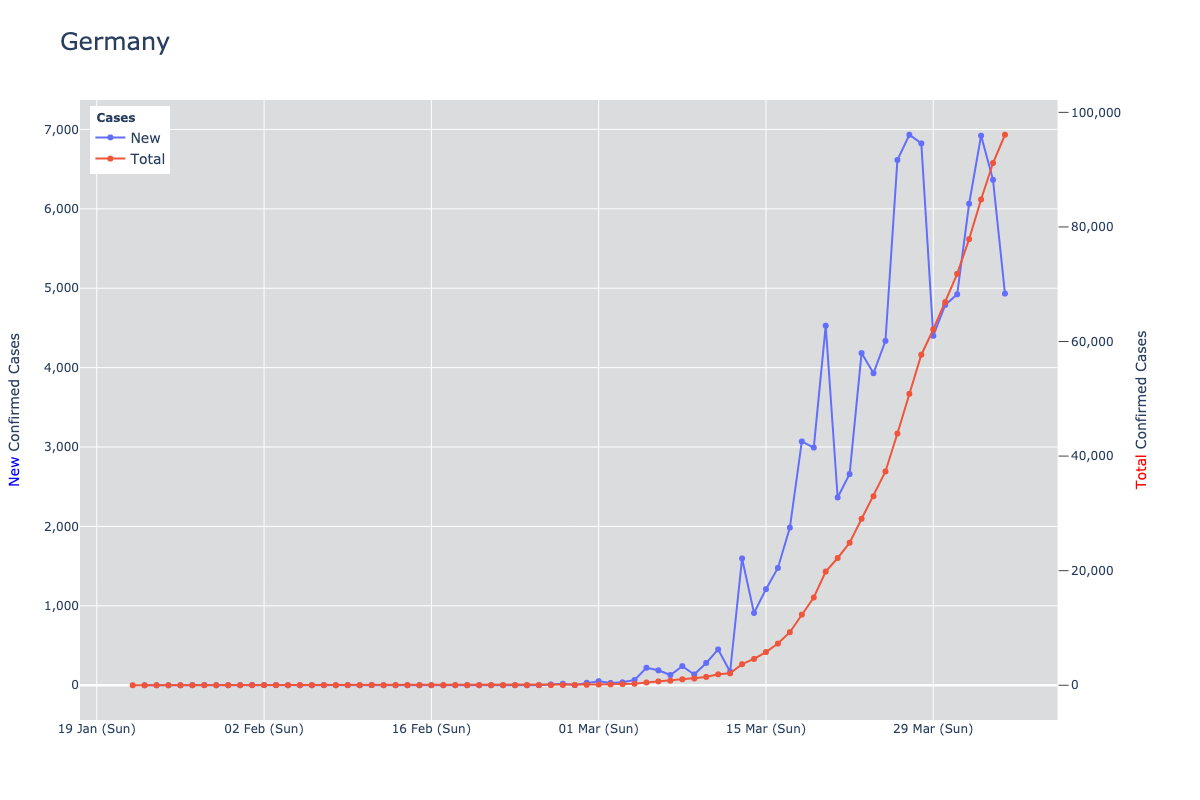 Germany
Cases
New
Total
7,000
6,000
5,000
4,000
3,000
2,000
1,000
0
New Confirmed Cases
100,000
80,000
60,000
40,000
20,000
0
Total Confirmed Cases
19 Jan (Sun) 02 Feb (Sun) 16 Feb (Sun) 01 Mar (Sun) 15 Mar (Sun) 29 Mar (Sun)